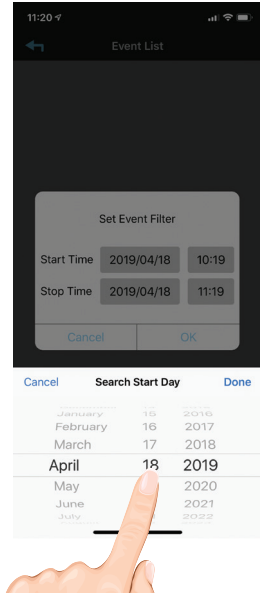 11:20
Event List
Set Event Filter
Start Time 2019/04/18 10:19
Stop Time 2019/04/18 11:19
Cancel OK
Cancel Search Start Day Done
January 15 2016
February 16 2017
March 17 2018
April 18 2019
May 2020
June 2021
July 2022